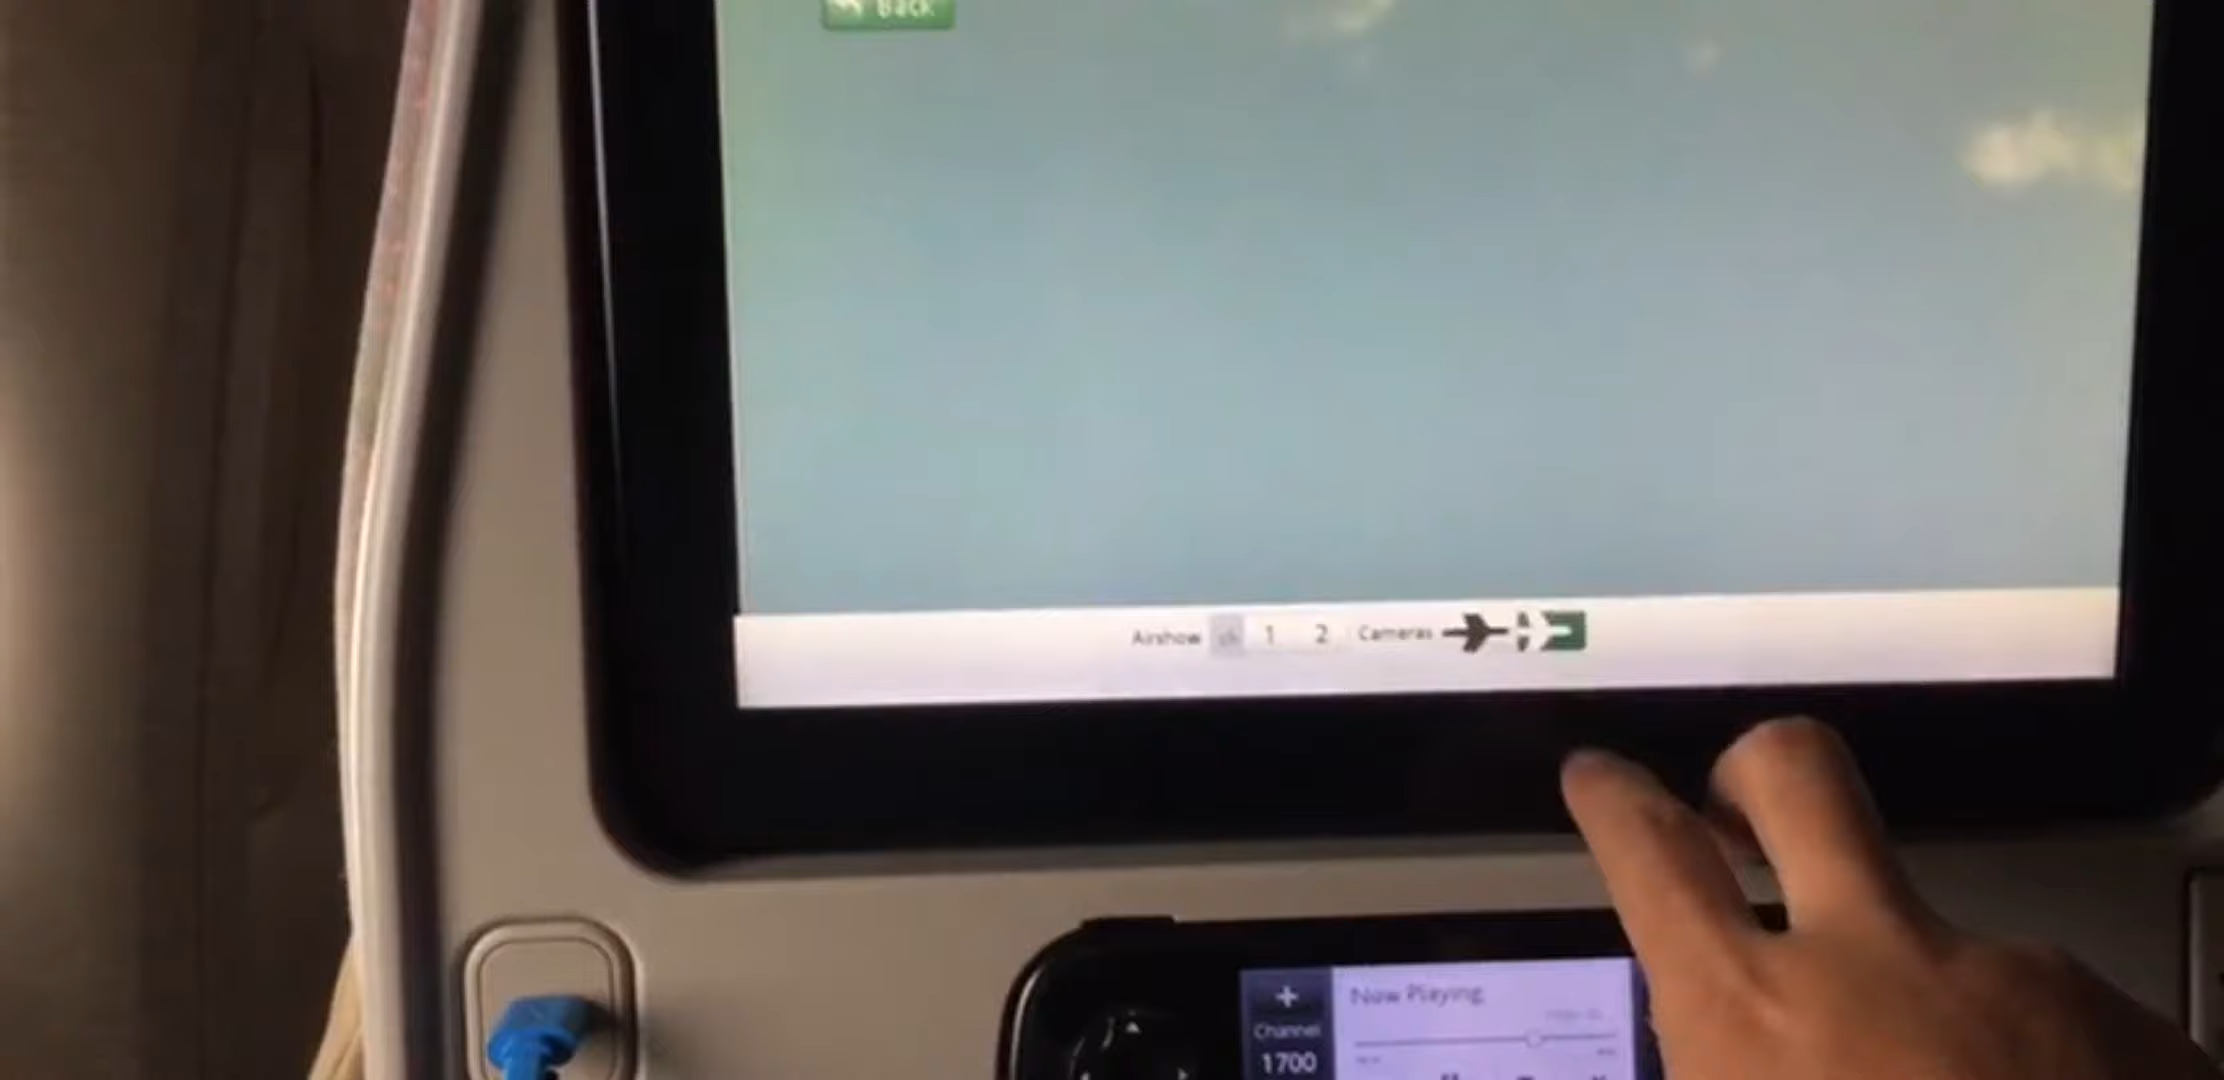 Back
Airshow 1 2 Cameras
+
Now Playing
Channel
1700